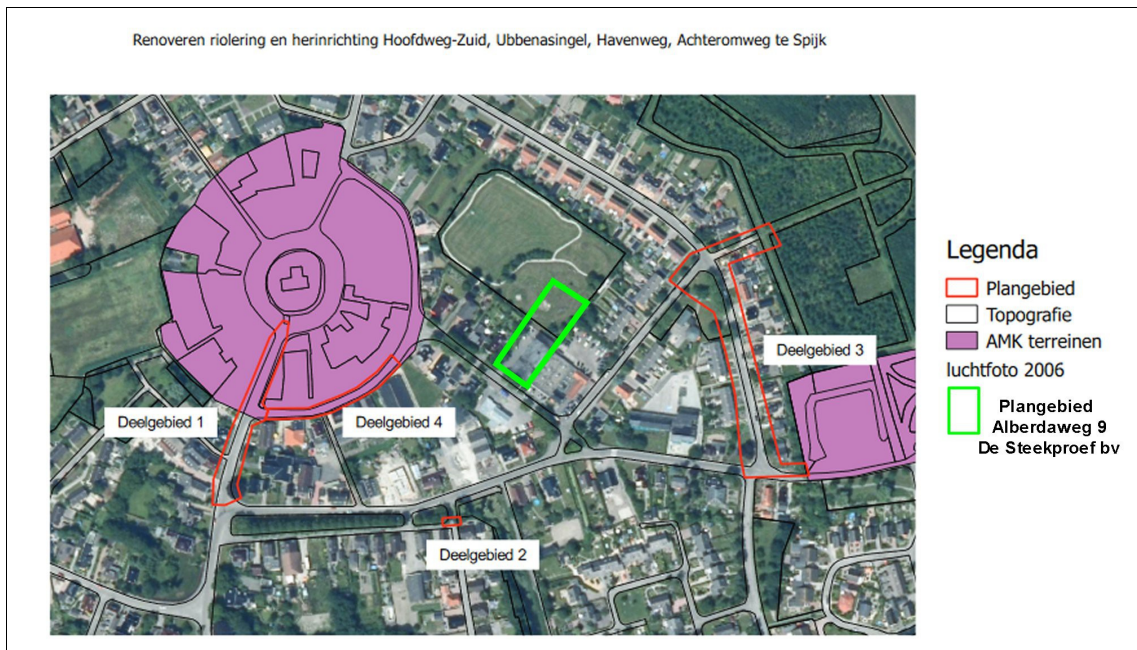 Renoveren riolering en herinrichting Hoofdweg-Zuid, Ubbenasingel, Havenweg, Achteromweg te Spijk
Legenda
Plangebied
Topografie
AMK terreinen
luchtfoto 2006
Plangebied
Alberdaweg 9
De Steekproef bv
Deelgebied 3
Deelgebied 1
Deelgebied 4
Deelgebied 2